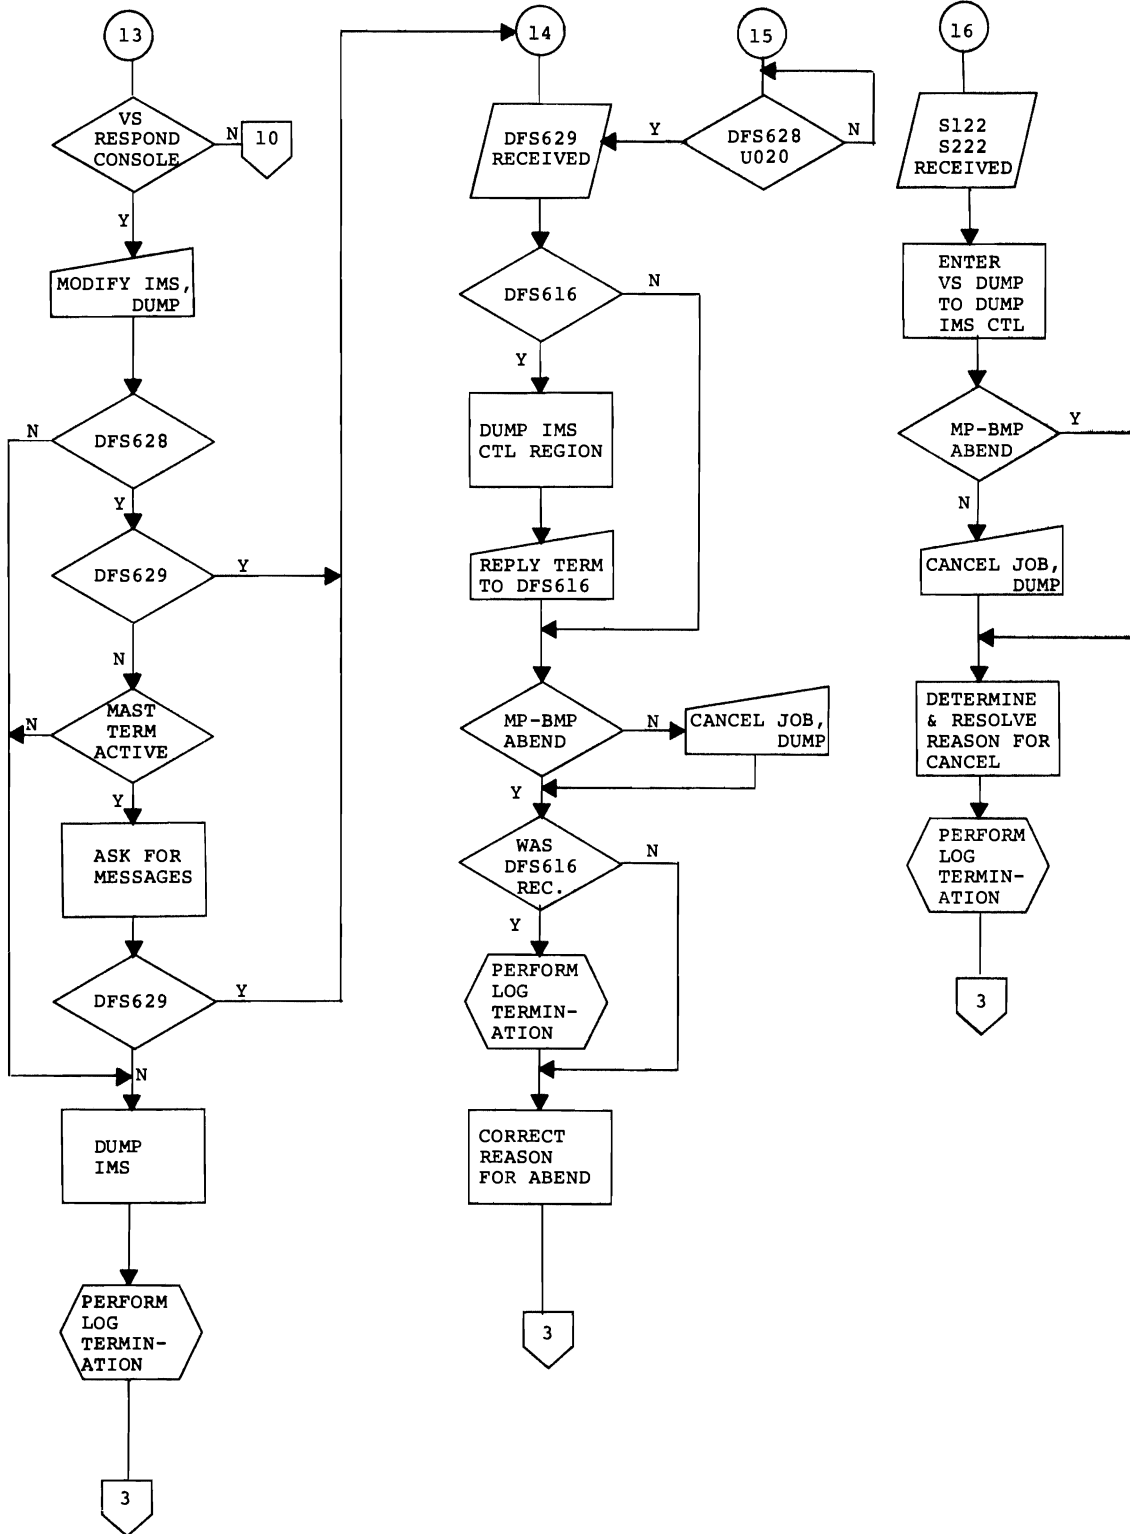 13
VS
RESPOND
CONSOLE
N
10
Y
MODIFY IMS,
DUMP
DFS628
N
Y
DFS629
Y
N
MAST
TERM
ACTIVE
N
Y
ASK FOR
MESSAGES
DFS629
Y
N
DUMP
IMS
PERFORM
LOG
TERMIN-
ATION
3
14
DFS629
RECEIVED
DFS616
N
Y
DUMP IMS
CTL REGION
REPLY TERM
TO DFS616
MP-BMP
ABEND
N
CANCEL JOB,
DUMP
Y
WAS
DFS616
REC.
N
Y
PERFORM
LOG
TERMIN-
ATION
CORRECT
REASON
FOR ABEND
3
15
DFS628
U020
Y
N
16
S122
S222
RECEIVED
ENTER
VS DUMP
TO DUMP
IMS CTL
MP-BMP
ABEND
Y
N
CANCEL JOB,
DUMP
DETERMINE
& RESOLVE
REASON FOR
CANCEL
PERFORM
LOG
TERMIN-
ATION
3